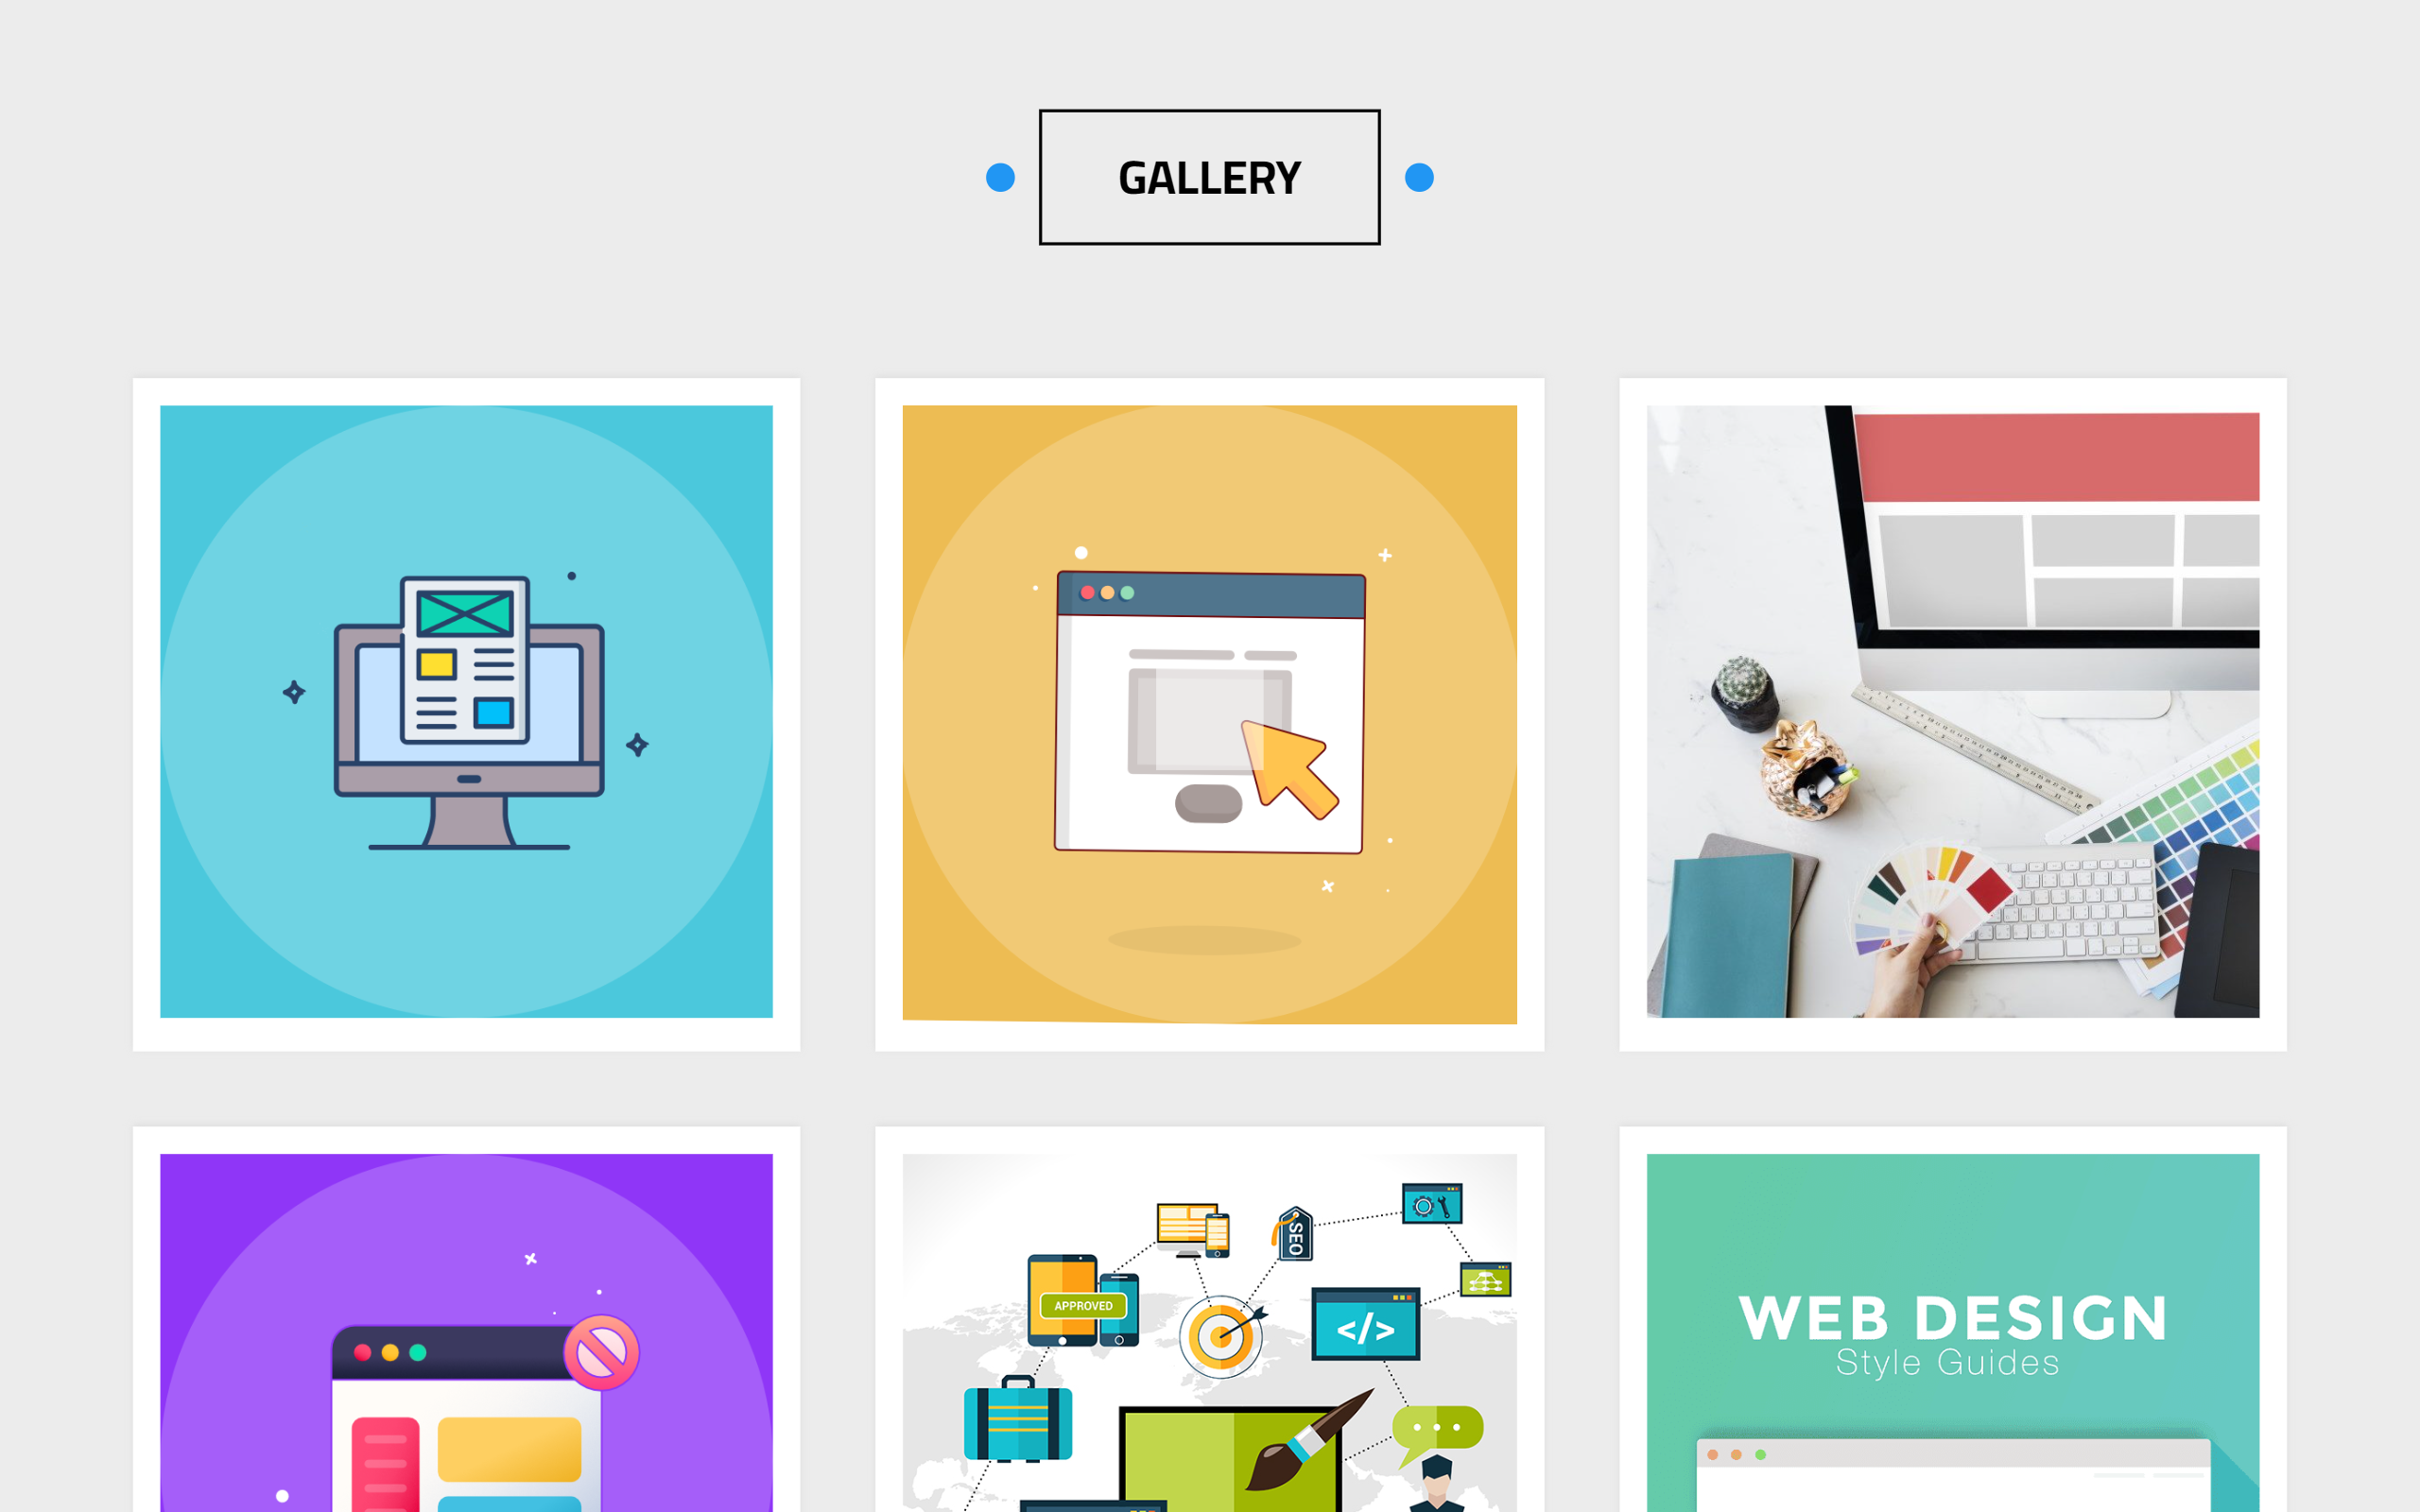 GALLERY
SEO
APPROVED
</>
WEB DESIGN
Style Guides